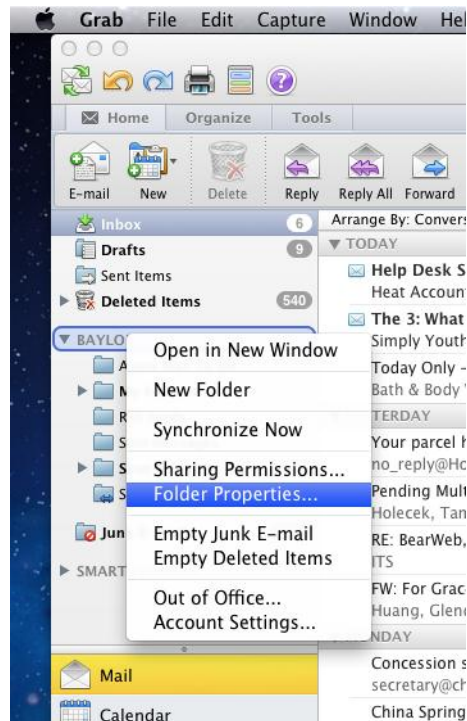 Grab File Edit Capture Window Hel
Home Organize Tools
E-mail New Delete Reply Reply All Forward
Inbox 6
Drafts 9
Sent Items
Deleted Items 540
BAYLO
A
M
R
S
S
S
Jun
SMART
Open in New Window
New Folder
Synchronize Now
Sharing Permissions...
Folder Properties...
Empty Junk E-mail
Empty Deleted Items
Out of Office...
Account Settings...
Mail
Calendar
Arrange By: Convers
TODAY
Help Desk S
Heat Accoun
The 3: What
Simply Youth
Today Only –
Bath & Body
TERDAY
Your parcel h
no_reply@Ho
Pending Mult
Holecek, Tan
RE: BearWeb,
ITS
FW: For Grac
Huang, Glen
NDAY
Concession s
secretary@ch
China Spring